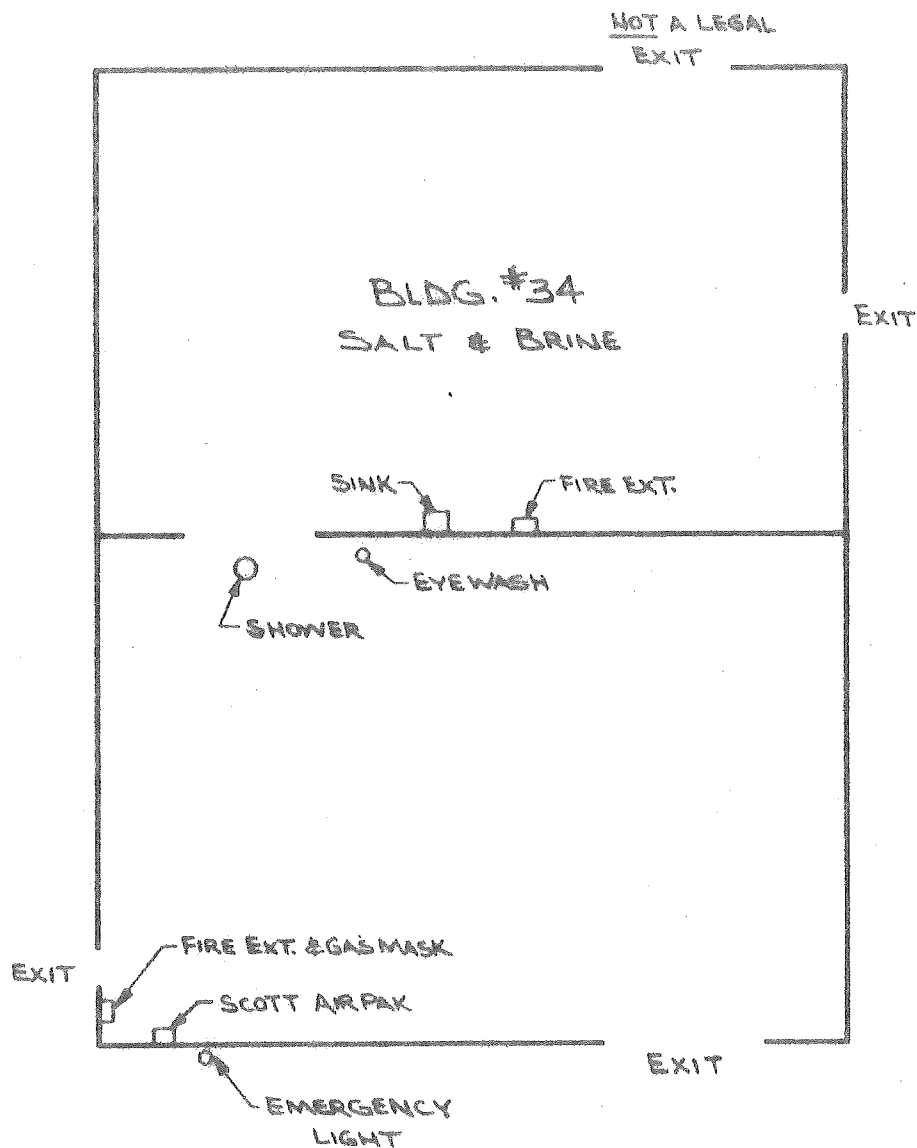 NOT A LEGAL
EXIT
BLDG. #34
SALT & BRINE
EXIT
SINK
FIRE EXT.
EYEWASH
SHOWER
FIRE EXT. & GAS MASK
EXIT
SCOTT AIRPAK
EXIT
EMERGENCY
LIGHT